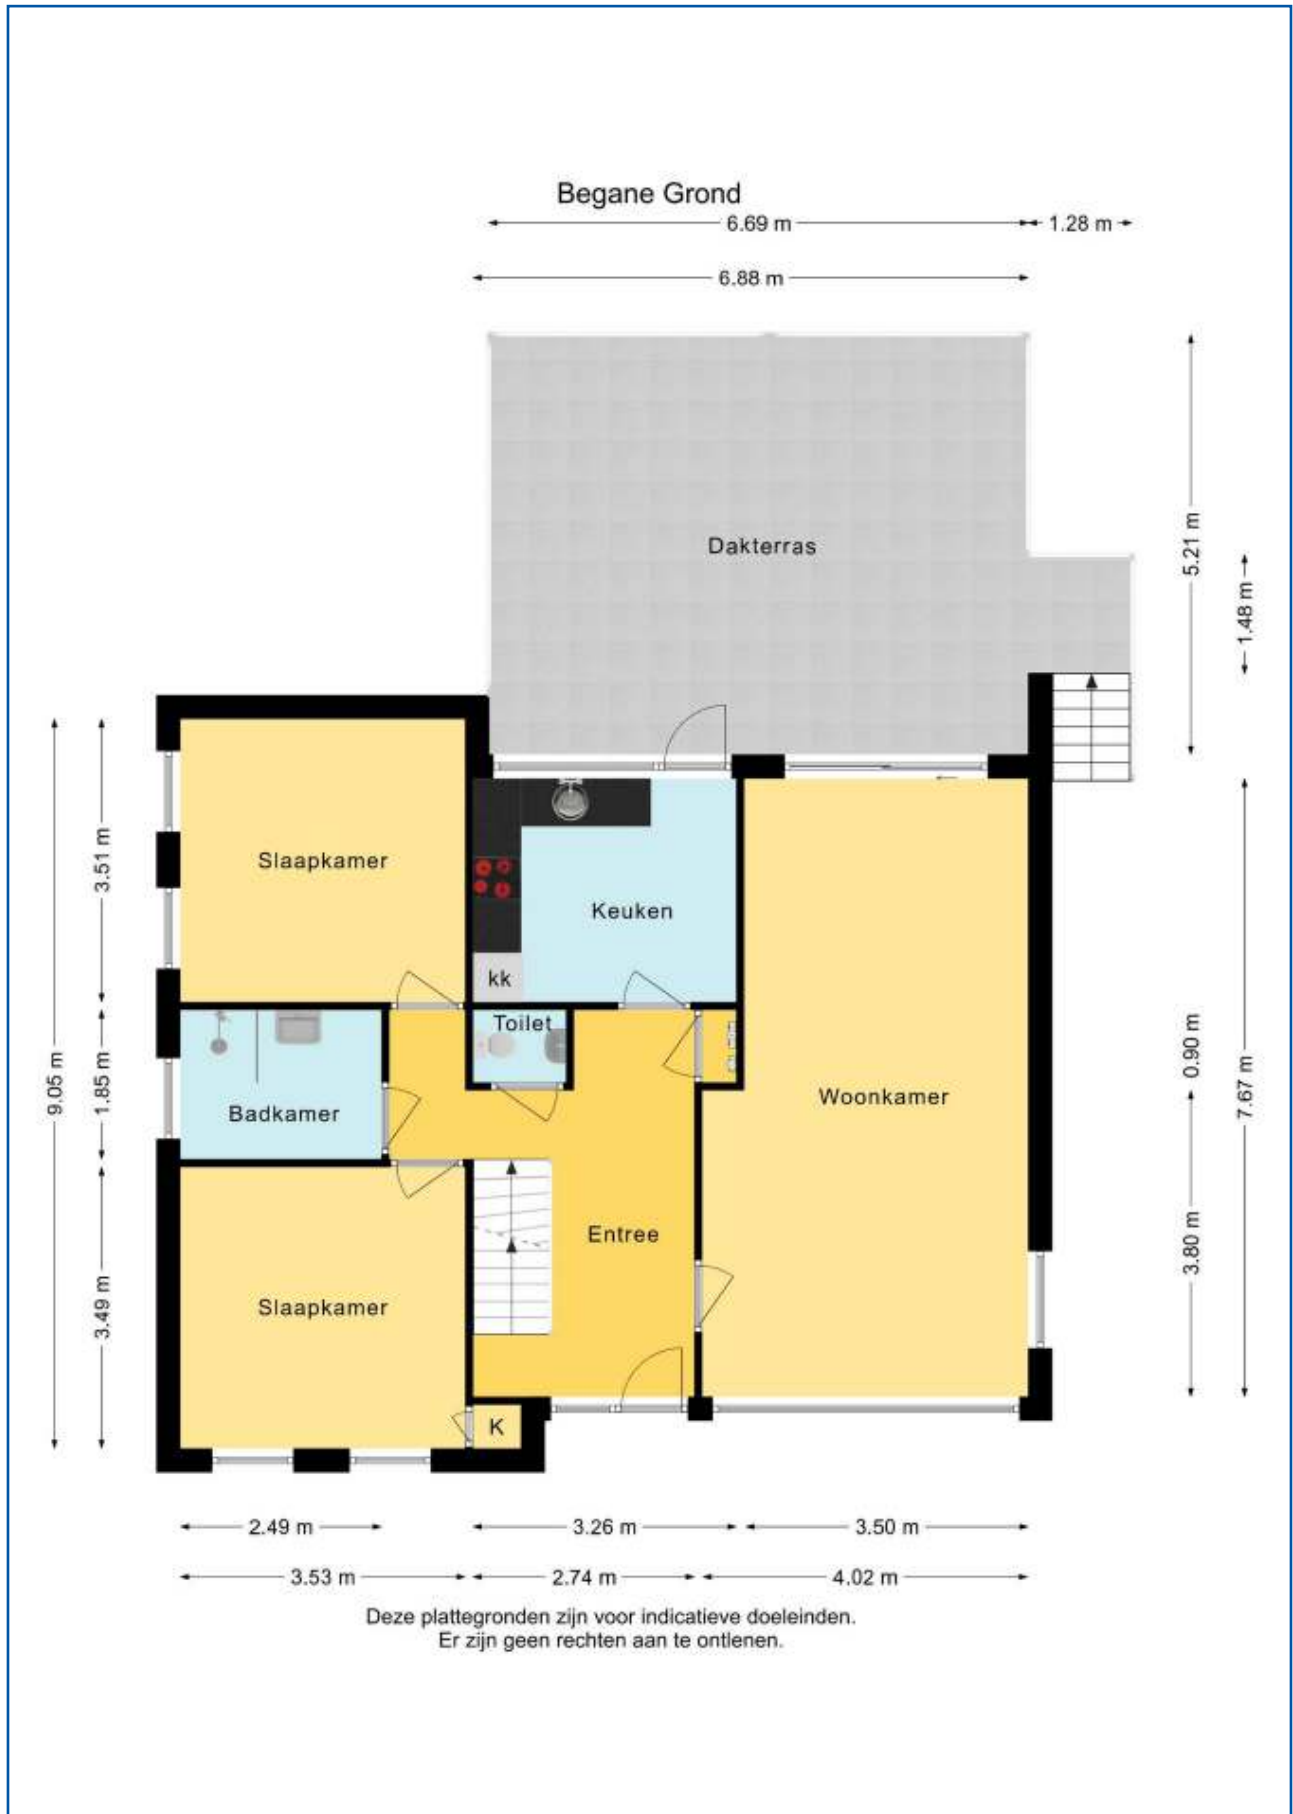 Begane Grond
6.69 m
1.28 m
6.88 m
5.21 m
1.48 m
Dakterras
Slaapkamer
3.51 m
Keuken
kk
Toilet
Badkamer
1.85 m
9.05 m
Woonkamer
0.90 m
7.67 m
Entree
3.80 m
Slaapkamer
3.49 m
K
2.49 m
3.26 m
3.50 m
3.53 m
2.74 m
4.02 m
Deze plattegronden zijn voor indicatieve doeleinden.
Er zijn geen rechten aan te ontlenen.